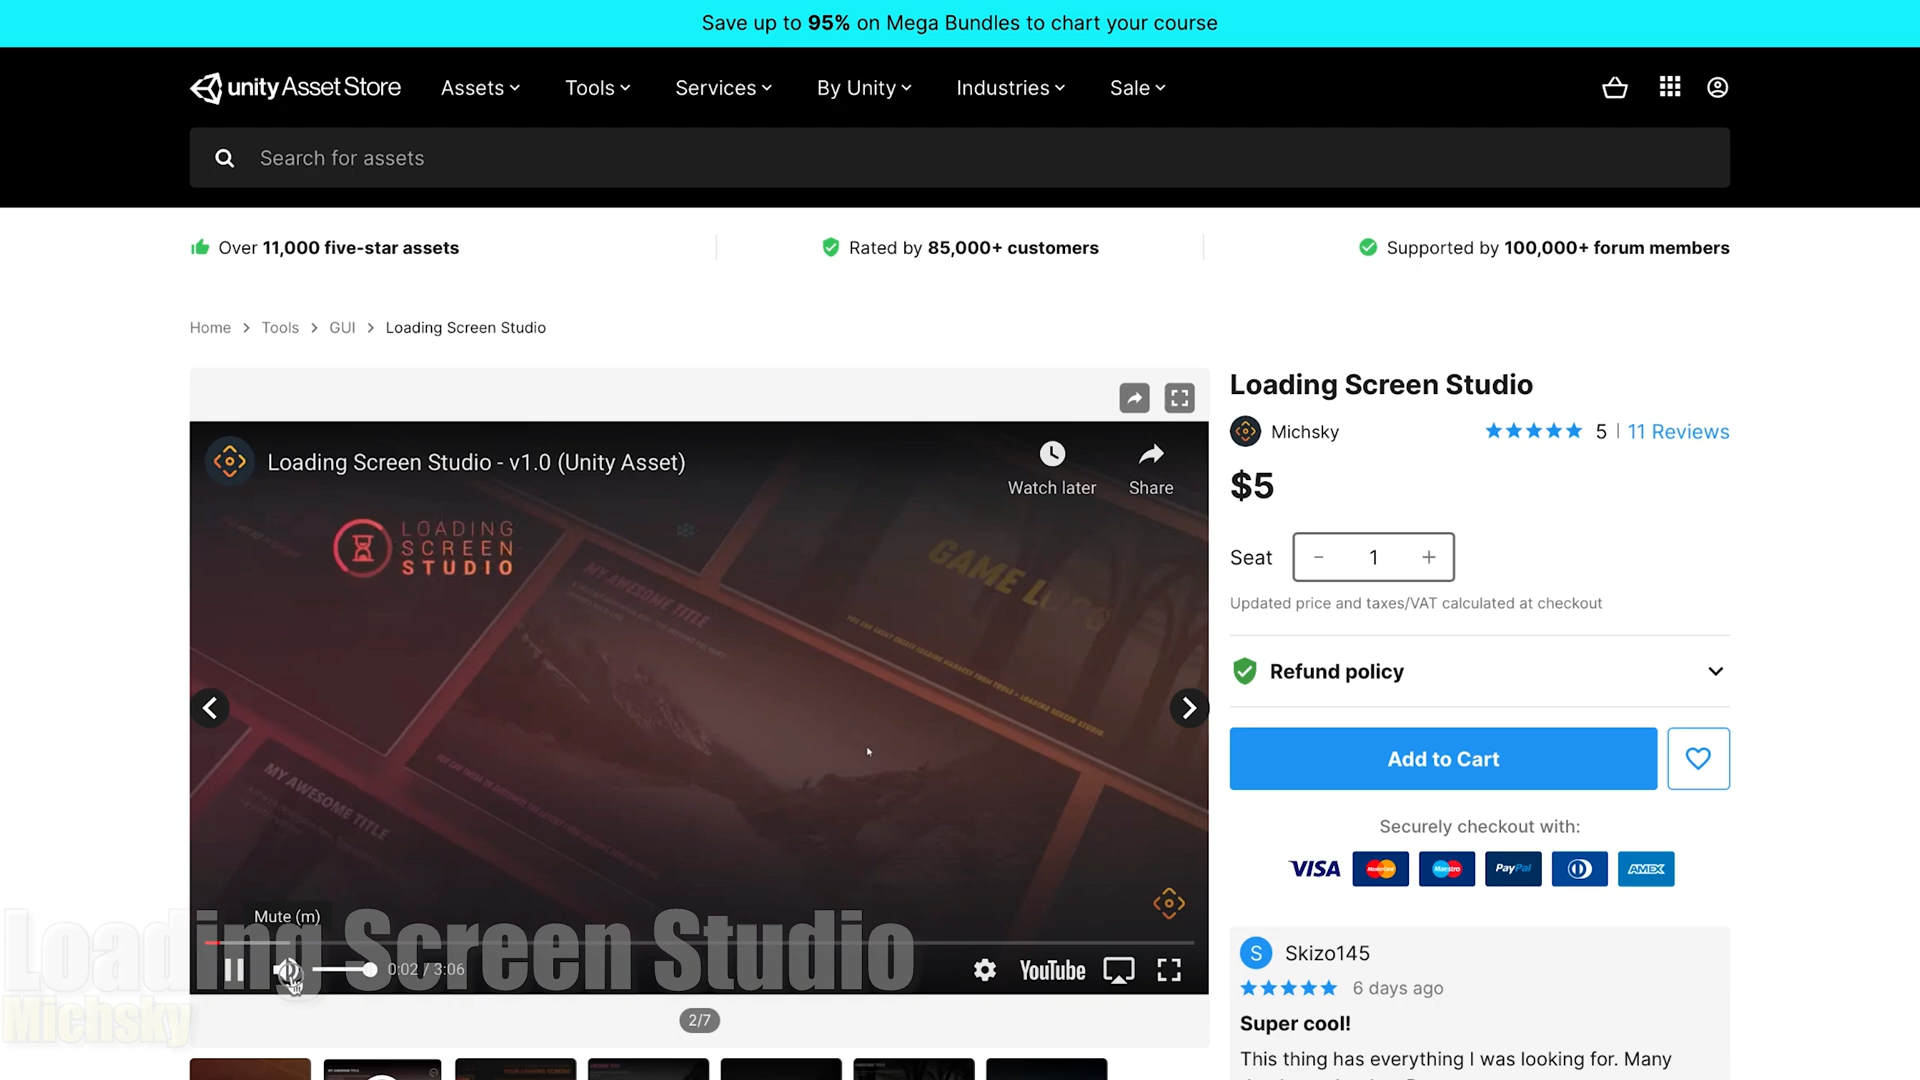 Save up to 95% on Mega Bundles to chart your course
unity Asset Store
Assets
Tools
Services
By Unity
Industries
Sale
Search for assets
Over 11,000 five-star assets
Rated by 85,000+ customers
Supported by 100,000+ forum members
Home > Tools > GUI > Loading Screen Studio
Loading Screen Studio - v1.0 (Unity Asset)
Watch later
Share
LOADING
SCREEN
STUDIO
GAME LOGO
MY AWESOME TITLE
MY AWESOME TITLE
Mute (m)
0:02 / 3:06
YouTube
Loading Screen Studio
Michsky
2/7
Loading Screen Studio
Michsky
5 | 11 Reviews
$5
Seat
- 1 +
Updated price and taxes/VAT calculated at checkout
Refund policy
Add to Cart
Securely checkout with:
VISA
MasterCard
Maestro
PayPal
AMEX
S
Skizo145
6 days ago
Super cool!
This thing has everything I was looking for. Many